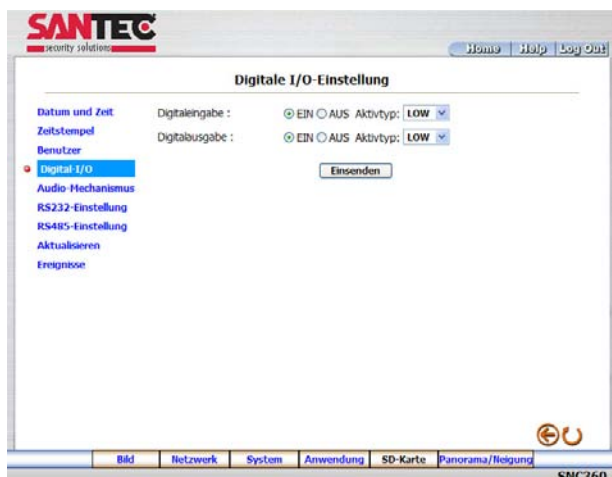 SANTEC
security solutions
Home Help Log Out
Digitale I/O-Einstellung
Datum und Zeit
Zeitstempel
Benutzer
Digital-I/O
Audio-Mechanismus
RS232-Einstellung
RS485-Einstellung
Aktualisieren
Ereignisse
Digitaleingabe : EIN AUS Aktivtyp: LOW
Digitalausgabe : EIN AUS Aktivtyp: LOW
Einsenden
Bild Netzwerk System Anwendung SD-Karte Panorama/Neigung
SNC260